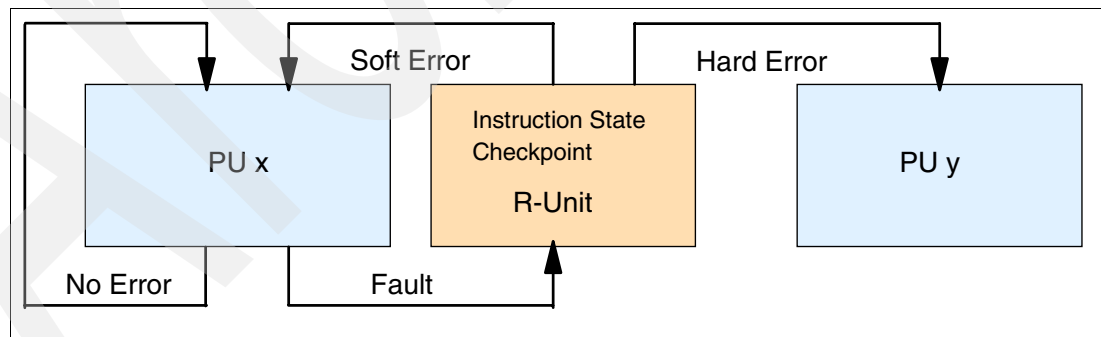 Soft Error
Hard Error
Instruction State
Checkpoint
PU x
R-Unit
PU y
No Error
Fault